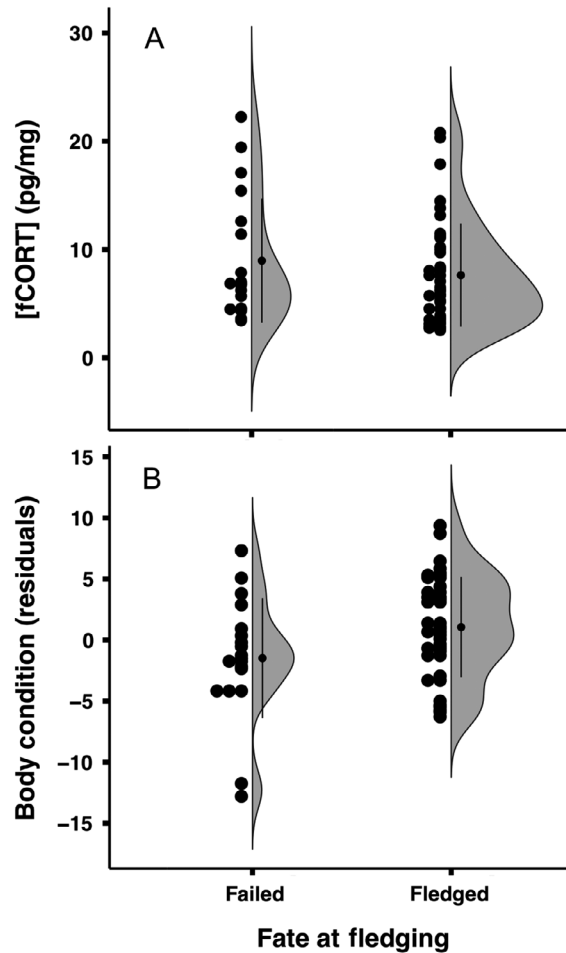 A
[fCORT] (pg/mg)
30
20
10
0
B
Body condition (residuals)
15
10
5
0
−5
−10
−15
Failed Fledged
Fate at fledging